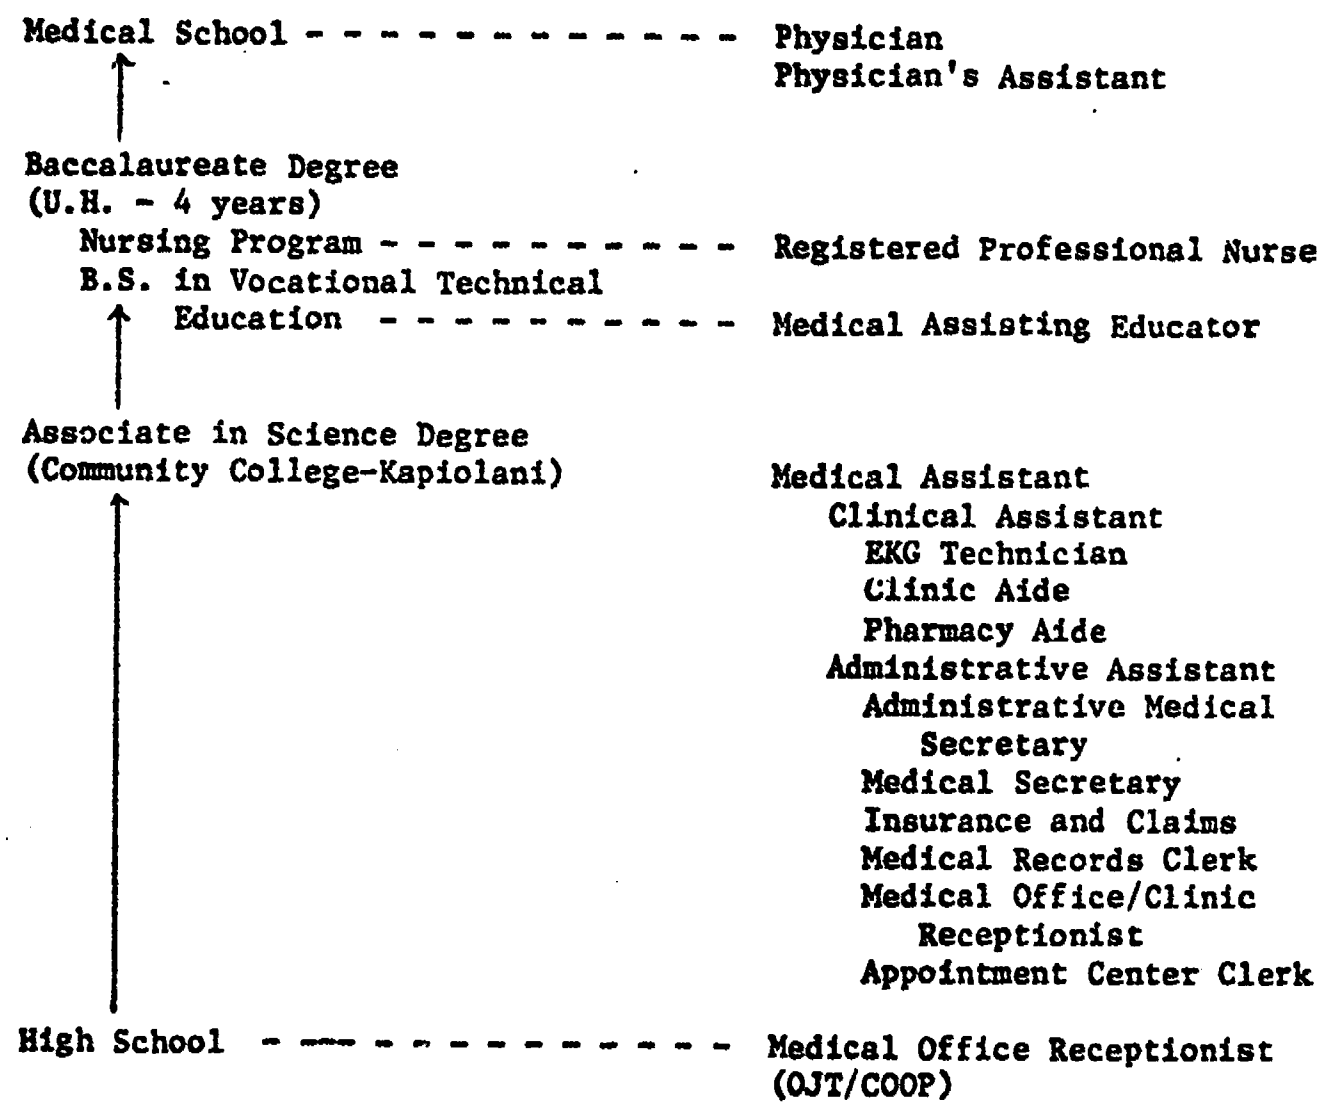 Medical School - - - - - - - - - - - - Physician
Physician's Assistant
Baccalaureate Degree
(U.H. - 4 years)
Nursing Program - - - - - - - - - - Registered Professional Nurse
B.S. in Vocational Technical
Education - - - - - - - - - - Medical Assisting Educator
Associate in Science Degree
(Community College-Kapiolani) Medical Assistant
Clinical Assistant
EKG Technician
Clinic Aide
Pharmacy Aide
Administrative Assistant
Administrative Medical
Secretary
Medical Secretary
Insurance and Claims
Medical Records Clerk
Medical Office/Clinic
Receptionist
Appointment Center Clerk
High School - - - - - - - - - - - - Medical Office Receptionist
(OJT/COOP)